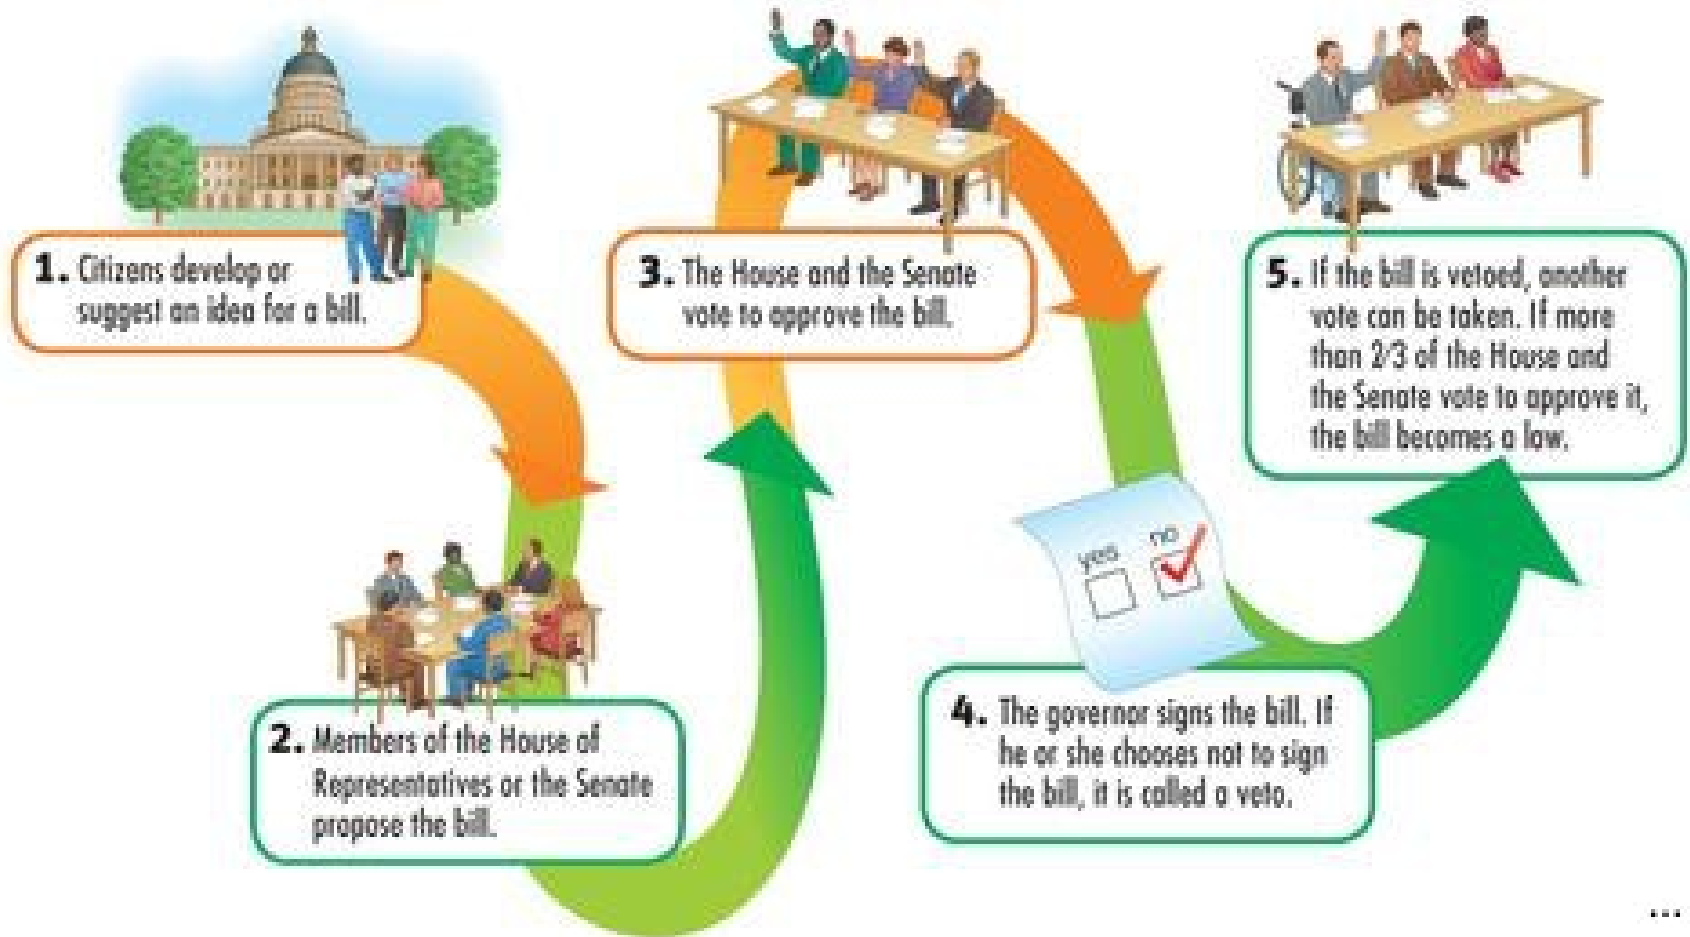 1. Citizens develop or
suggest an idea for a bill.
2. Members of the House of
Representatives or the Senate
propose the bill.
3. The House and the Senate
vote to approve the bill.
yes no
4. The governor signs the bill. If
he or she chooses not to sign
the bill, it is called a veto.
5. If the bill is vetoed, another
vote can be taken. If more
than 2/3 of the House and
the Senate vote to approve it,
the bill becomes a law.
...